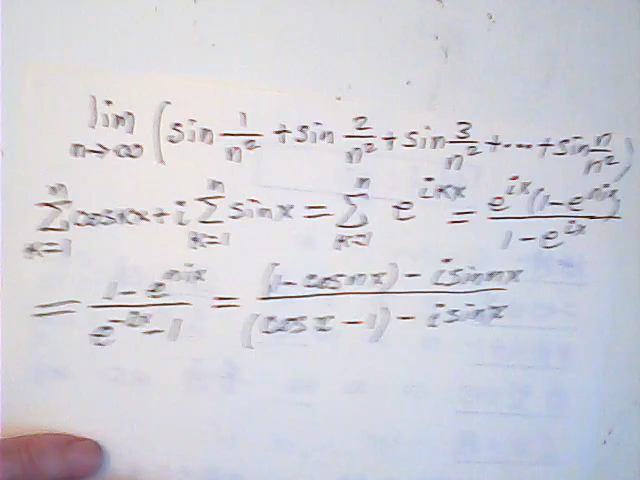 lim n→∞ (sin 1/n² + sin 2/n² + sin 3/n² + ⋯ + sin n/n²)
∑_{k=1}^{n} cos kx + i ∑_{k=1}^{n} sin x = ∑_{k=1}^{n} e^{ikx} = e^{ix}(1-e^{nix})/(1-e^{ix})
= (1-e^{nix})/(e^{-ix}-1) = ((1-cos nx) - i sin nx)/((cos x - 1) - i sin x)